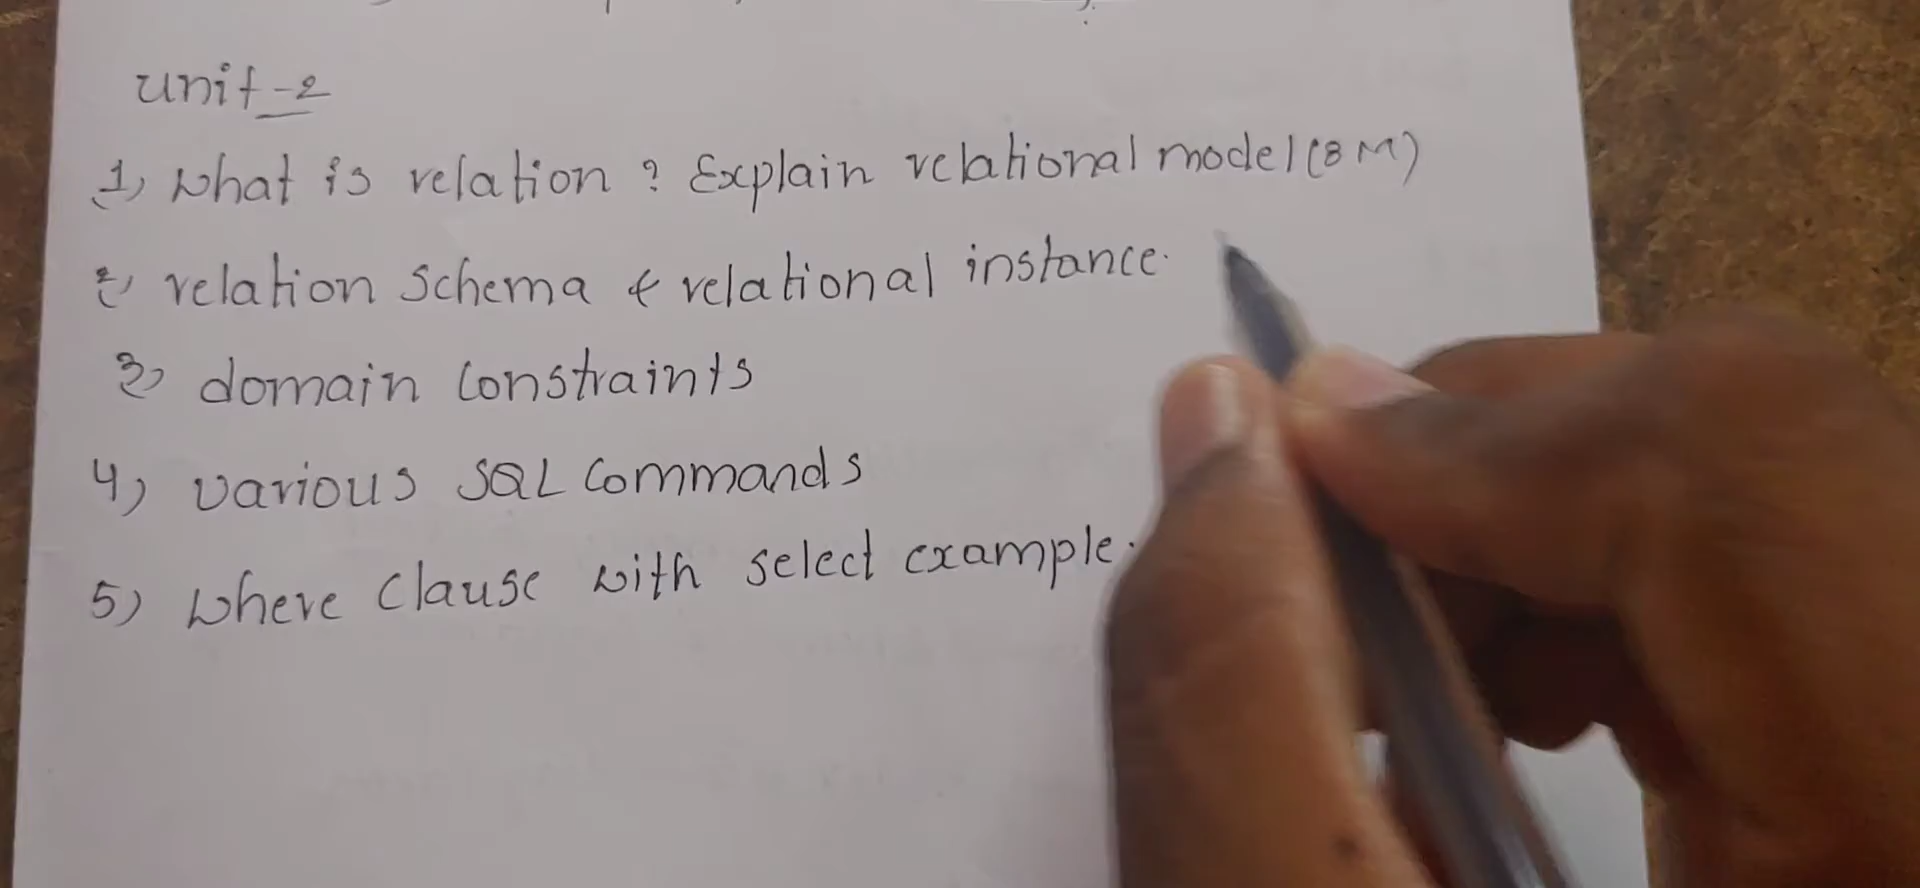 Unit-2
1) What is relation ? Explain relational model (8M)
2) relation Schema & relational instance.
3) domain Constraints
4) various SQL Commands
5) Where Clause with select example.